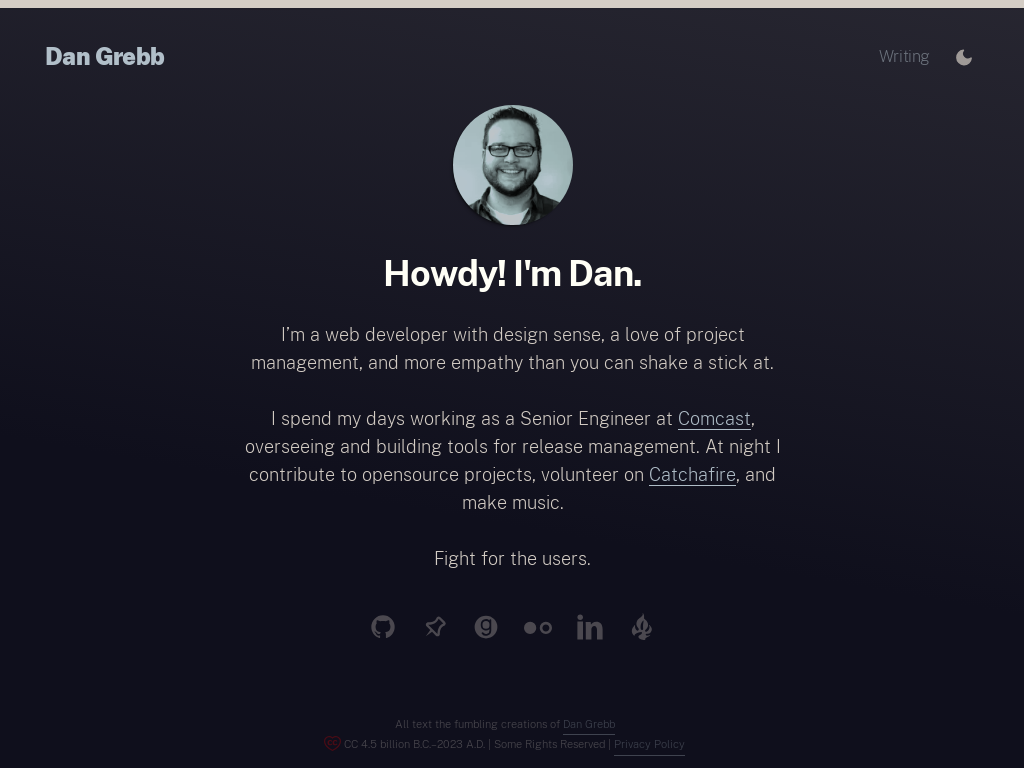 Dan Grebb
Writing
Howdy! I'm Dan.
I’m a web developer with design sense, a love of project
management, and more empathy than you can shake a stick at.
I spend my days working as a Senior Engineer at Comcast,
overseeing and building tools for release management. At night I
contribute to opensource projects, volunteer on Catchafire, and
make music.
Fight for the users.
All text the fumbling creations of Dan Grebb
CC 4.5 billion B.C.–2023 A.D. | Some Rights Reserved | Privacy Policy